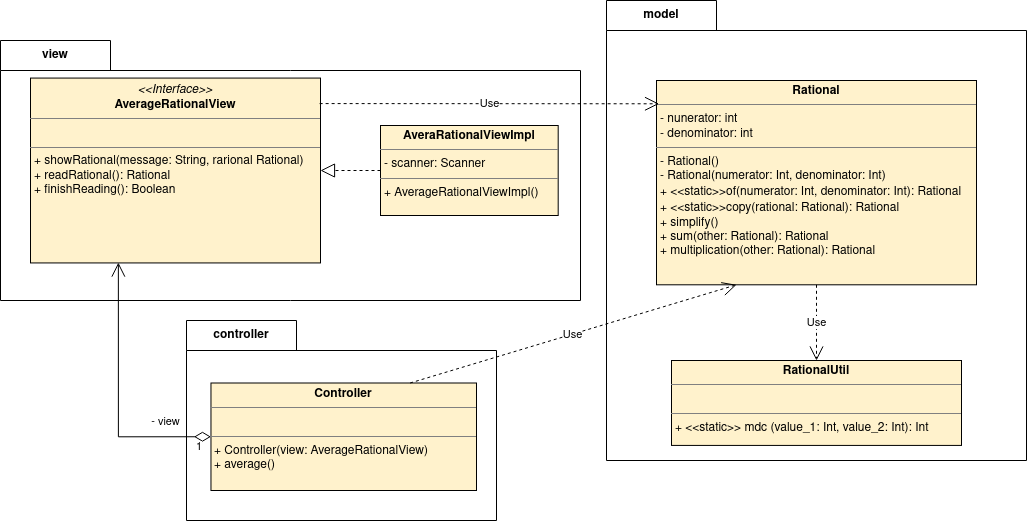 view
<<Interface>>
AverageRationalView
+ showRational(message: String, rarional Rational)
+ readRational(): Rational
+ finishReading(): Boolean
AveraRationalViewImpl
- scanner: Scanner
+ AverageRationalViewImpl()
Use
model
Rational
- nunerator: int
- denominator: int
- Rational()
- Rational(numerator: Int, denominator: Int)
+ <<static>>of(numerator: Int, denominator: Int): Rational
+ <<static>>copy(rational: Rational): Rational
+ simplify()
+ sum(other: Rational): Rational
+ multiplication(other: Rational): Rational
Use
RationalUtil
+ <<static>> mdc (value_1: Int, value_2: Int): Int
Use
controller
Controller
+ Controller(view: AverageRationalView)
+ average()
- view
1